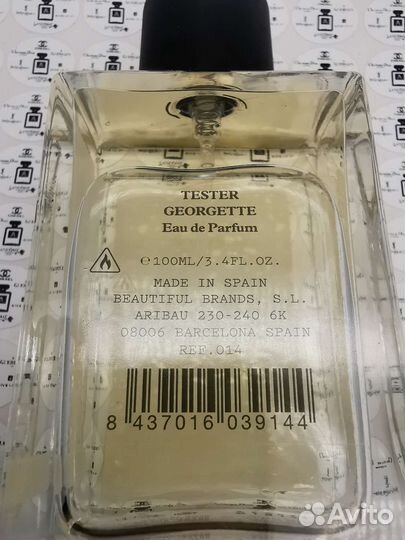 TESTER
GEORGETTE
Eau de Parfum
℮100ML/3.4FL.OZ.
MADE IN SPAIN
BEAUTIFUL BRANDS, S.L.
ARIBAU 230-240 6K
08006 BARCELONA SPAIN
REF.014
8 437016 039144
Avito